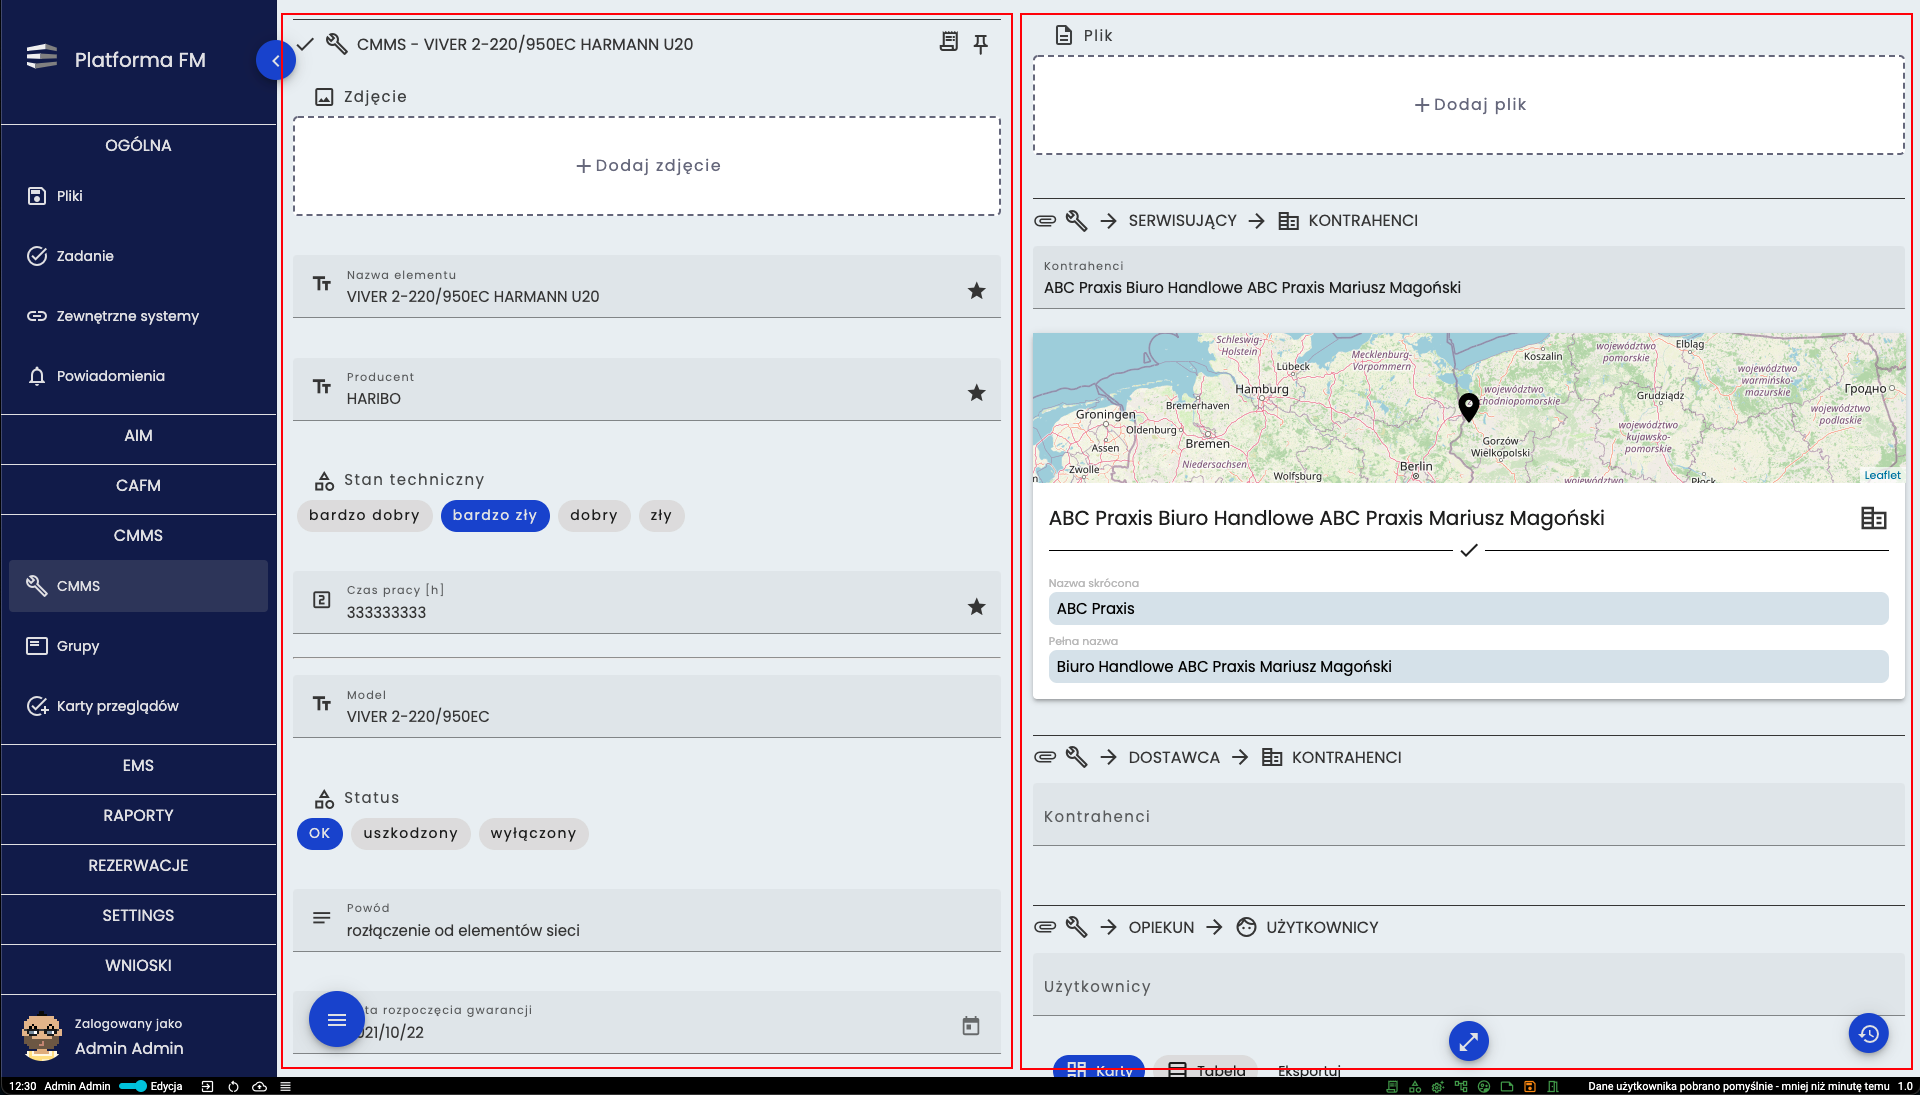 Platforma FM
OGÓLNA
Pliki
Zadanie
Zewnętrzne systemy
Powiadomienia
AIM
CAFM
CMMS
CMMS
Grupy
Karty przeglądów
EMS
RAPORTY
REZERWACJE
SETTINGS
WNIOSKI
Zalogowany jako
Admin Admin
CMMS - VIVER 2-220/950EC HARMANN U20
Zdjęcie
Dodaj zdjęcie
Nazwa elementu
VIVER 2-220/950EC HARMANN U20
Producent
HARIBO
Stan techniczny
bardzo dobry bardzo zły dobry zły
Czas pracy [h]
333333333
Model
VIVER 2-220/950EC
Status
OK uszkodzony wyłączony
Powód
rozłączenie od elementów sieci
ta rozpoczęcia gwarancji
021/10/22
Plik
Dodaj plik
SERWISUJĄCY KONTRAHENCI
Kontrahenci
ABC Praxis Biuro Handlowe ABC Praxis Mariusz Magoński
Schleswig-
Holstein
Lübeck
Mecklenburg-
Vorpommern
Koszalin
województwo
pomorskie
Elbląg
Hamburg
województwo
warmińsko-
mazurskie
Гродно
Bremerhaven
województwo
chodniopomorskie
Grudziądz
województwo
podlaskie
Groningen
Oldenburg
Assen
Bremen
Gorzów
Wielkopolski
województwo
kujawsko-
pomorskie
Zwolle
Niedersachsen
Wolfsburg
Berlin
województwo
Płock
Leaflet
ABC Praxis Biuro Handlowe ABC Praxis Mariusz Magoński
Nazwa skrócona
ABC Praxis
Pełna nazwa
Biuro Handlowe ABC Praxis Mariusz Magoński
DOSTAWCA KONTRAHENCI
Kontrahenci
OPIEKUN UŻYTKOWNICY
Użytkownicy
Karty Tabela Eksportuj
12:30 Admin Admin Edycja
Dane użytkownika pobrano pomyślnie - mniej niż minutę temu 1.0